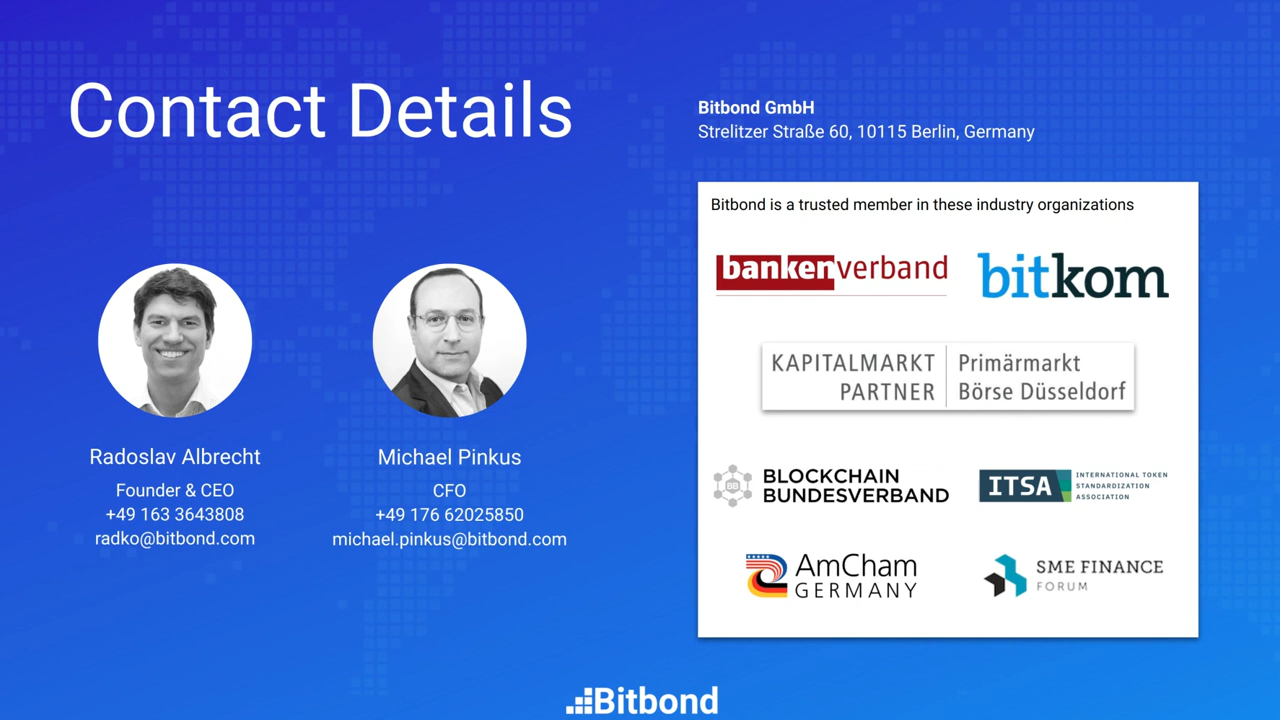 Contact Details
Bitbond GmbH
Strelitzer Straße 60, 10115 Berlin, Germany
Radoslav Albrecht
Founder & CEO
+49 163 3643808
radko@bitbond.com
Michael Pinkus
CFO
+49 176 62025850
michael.pinkus@bitbond.com
Bitbond is a trusted member in these industry organizations
bankenverband
bitkom
KAPITALMARKT
PARTNER
Primärmarkt
Börse Düsseldorf
BB
BLOCKCHAIN
BUNDESVERBAND
ITSA
INTERNATIONAL TOKEN
STANDARDIZATION
ASSOCIATION
AmCham
GERMANY
SME FINANCE
FORUM
Bitbond